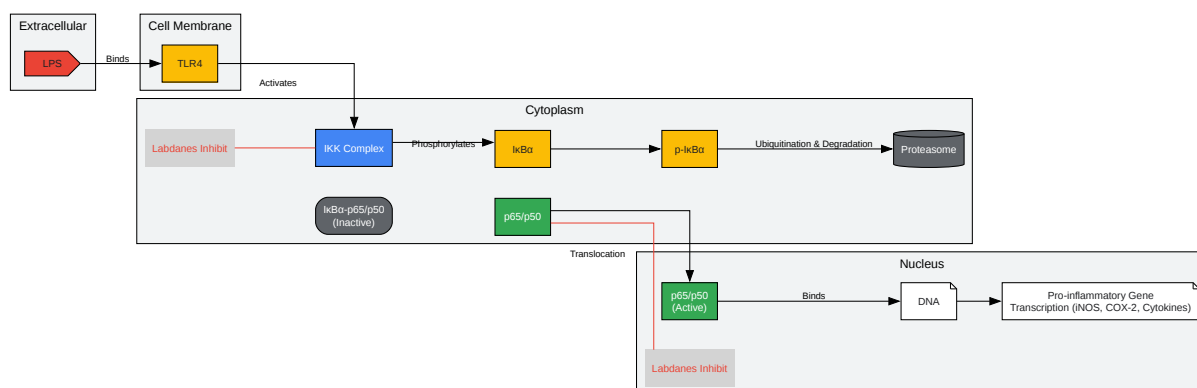 Extracellular
LPS
Binds
Cell Membrane
TLR4
Activates
Cytoplasm
Labdanes Inhibit
IKK Complex
Phosphorylates
IκBα
p-IκBα
Ubiquitination & Degradation
Proteasome
IκBα-p65/p50
(Inactive)
p65/p50
Translocation
Nucleus
p65/p50
(Active)
Binds
DNA
Pro-inflammatory Gene
Transcription (iNOS, COX-2, Cytokines)
Labdanes Inhibit